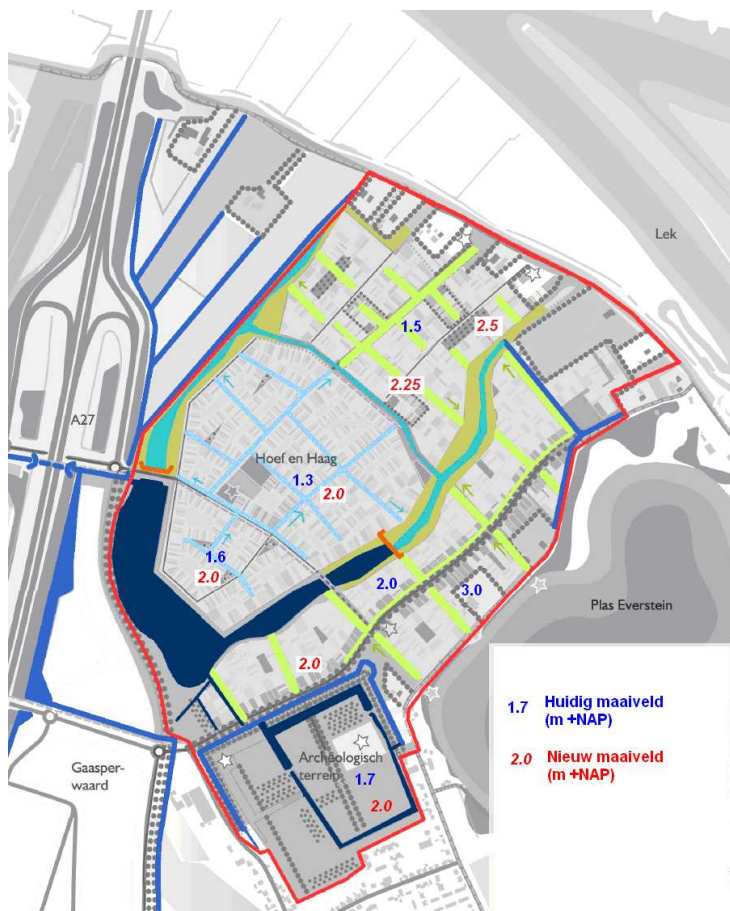 Lek
1.5
2.5
2.25
A27
Hoef en Haag
1.3
2.0
1.6
2.0
2.0
3.0
Plas Everstein
2.0
1.7 Huidig maaiveld
(m +NAP)
2.0 Nieuw maaiveld
(m +NAP)
Archeologisch
terrein
1.7
2.0
Gaasper-
waard